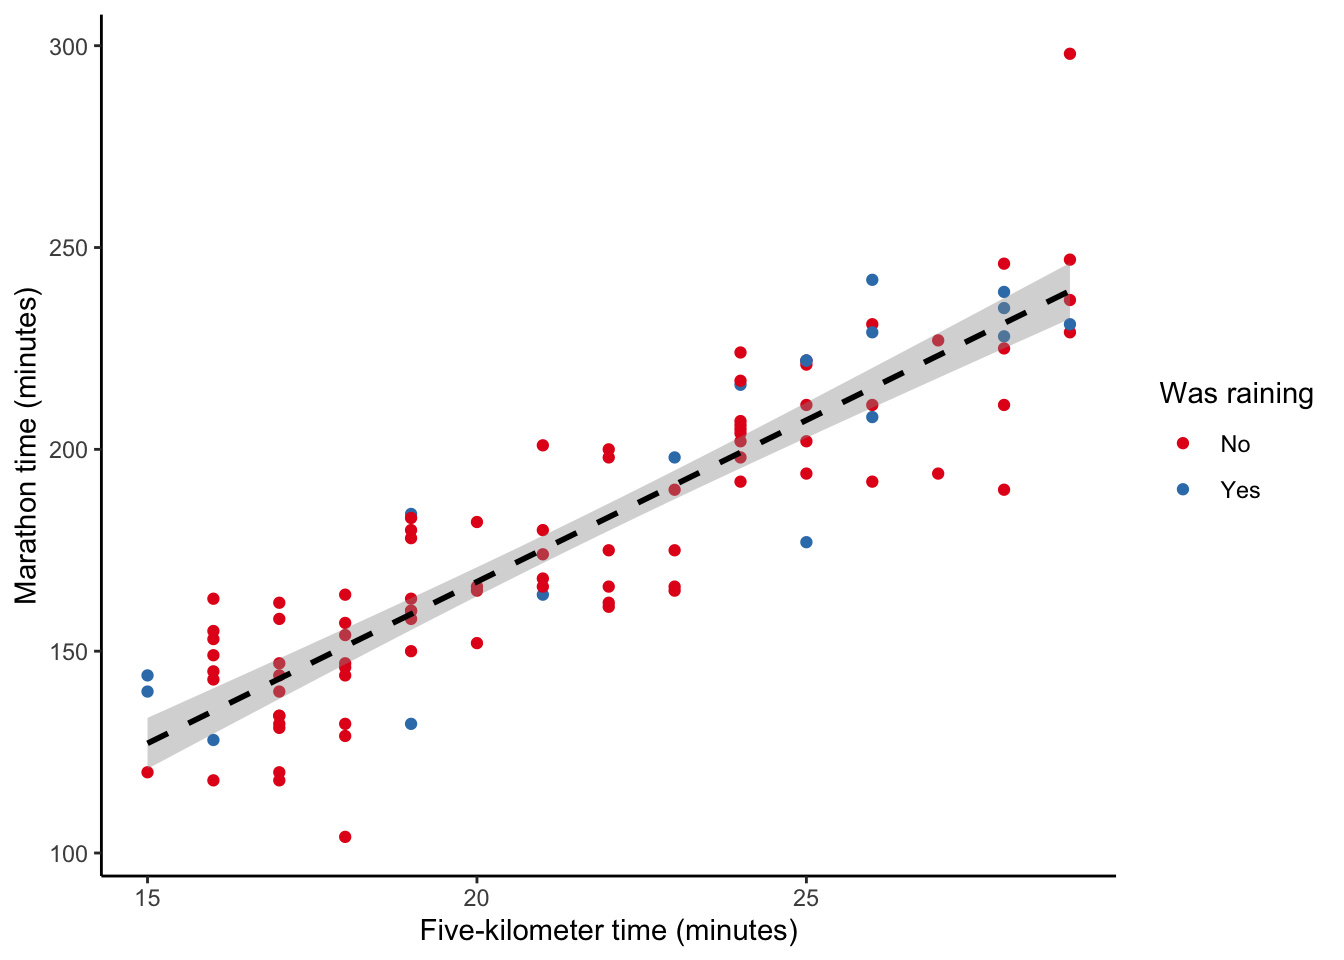 300
250
200
150
100
Marathon time (minutes)
15 20 25
Five-kilometer time (minutes)
Was raining
No
Yes